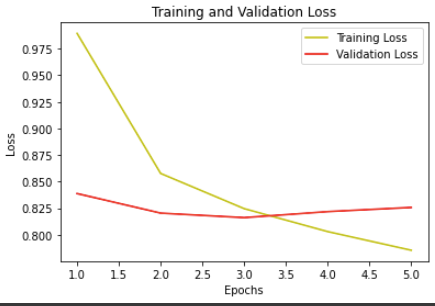 Training and Validation Loss
Training Loss
Validation Loss
0.975
0.950
0.925
0.900
0.875
0.850
0.825
0.800
Loss
1.0 1.5 2.0 2.5 3.0 3.5 4.0 4.5 5.0
Epochs